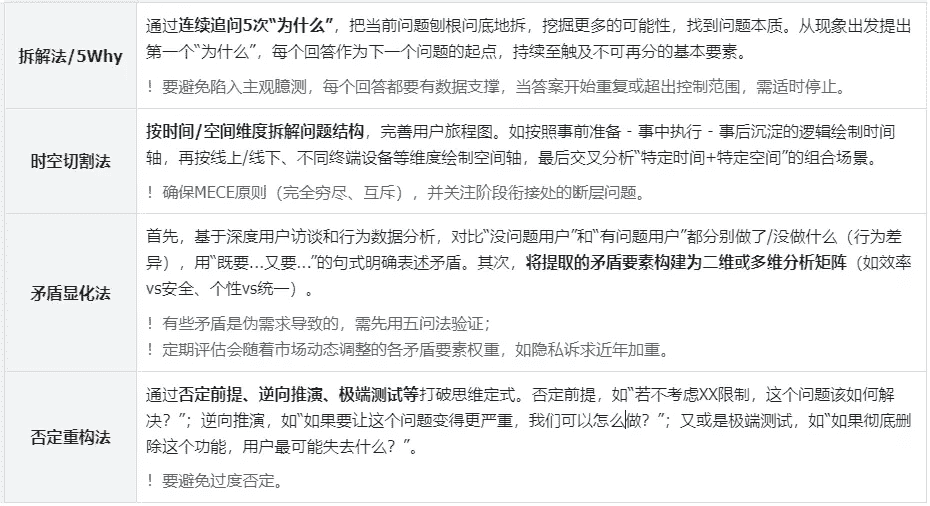 拆解法/5Why
通过连续追问5次“为什么”，把当前问题刨根问底地拆，挖掘更多的可能性，找到问题本质。从现象出发提出
第一个“为什么”，每个回答作为下一个问题的起点，持续至触及不可再分的基本要素。
！要避免陷入主观臆测，每个回答都要有数据支撑，当答案开始重复或超出控制范围，需适时停止。
时空切割法
按时间/空间维度拆解问题结构，完善用户旅程图。如按照事前准备 - 事中执行 - 事后沉淀的逻辑绘制时间
轴，再按线上/线下、不同终端设备等维度绘制空间轴，最后交叉分析“特定时间+特定空间”的组合场景。
！确保MECE原则（完全穷尽、互斥），并关注阶段衔接处的断层问题。
矛盾显化法
首先，基于深度用户访谈和行为数据分析，对比“没问题用户”和“有问题用户”都分别做了/没做什么（行为差
异），用“既要...又要...”的句式明确表述矛盾。其次，将提取的矛盾要素构建为二维或多维分析矩阵（如效率
vs安全、个性vs统一）。
！有些矛盾是伪需求导致的，需先用五问法验证；
！定期评估会随着市场动态调整的各矛盾要素权重，如隐私诉求近年加重。
否定重构法
通过否定前提、逆向推演、极端测试等打破思维定式。否定前提，如“若不考虑XX限制，这个问题该如何解
决？”；逆向推演，如“如果要让这个问题变得更严重，我们可以怎么做？”；又或是极端测试，如“如果彻底删
除这个功能，用户最可能失去什么？”。
！要避免过度否定。